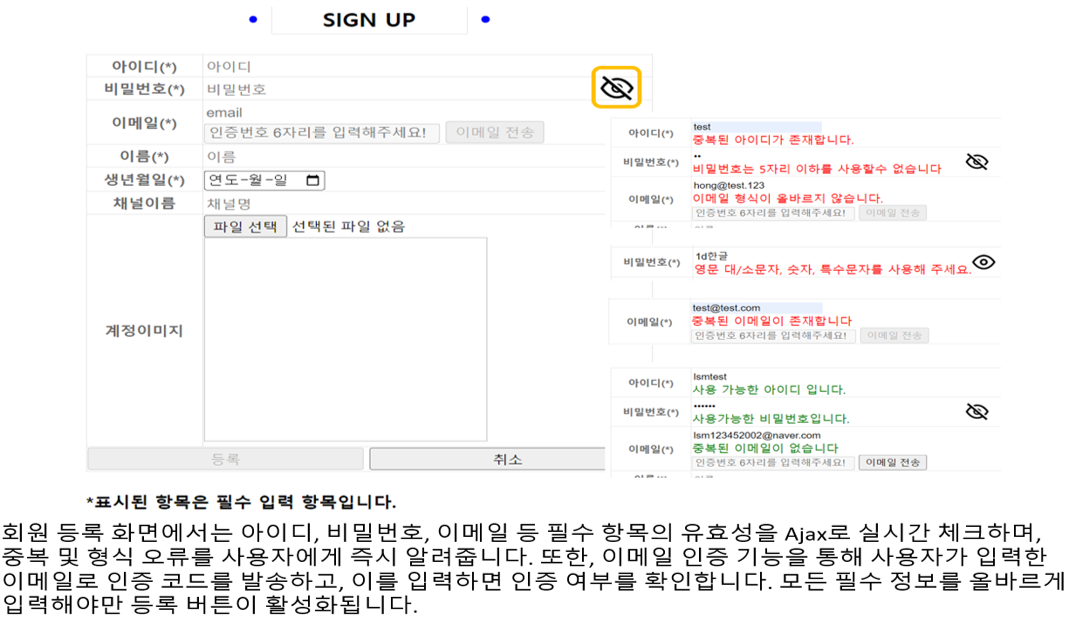 SIGN UP
아이디(*) 아이디
비밀번호(*) 비밀번호
이메일(*) email
인증번호 6자리를 입력해주세요! 이메일 전송
이름(*) 이름
생년월일(*) 연도-월-일
채널이름 채널명
파일 선택 선택된 파일 없음
계정이미지
등록 취소
아이디(*) test
중복된 아이디가 존재합니다.
비밀번호(*) ••
비밀번호는 5자리 이하를 사용할수 없습니다
이메일(*) hong@test.123
이메일 형식이 올바르지 않습니다.
인증번호 6자리를 입력해주세요! 이메일 전송
비밀번호(*) 1d한글
영문 대/소문자, 숫자, 특수문자를 사용해 주세요.
이메일(*) test@test.com
중복된 이메일이 존재합니다
인증번호 6자리를 입력해주세요! 이메일 전송
아이디(*) lsmtest
사용 가능한 아이디 입니다.
비밀번호(*) ••••••
사용가능한 비밀번호입니다.
이메일(*) lsm123452002@naver.com
중복된 이메일이 없습니다
인증번호 6자리를 입력해주세요! 이메일 전송
*표시된 항목은 필수 입력 항목입니다.
회원 등록 화면에서는 아이디, 비밀번호, 이메일 등 필수 항목의 유효성을 Ajax로 실시간 체크하며,
중복 및 형식 오류를 사용자에게 즉시 알려줍니다. 또한, 이메일 인증 기능을 통해 사용자가 입력한
이메일로 인증 코드를 발송하고, 이를 입력하면 인증 여부를 확인합니다. 모든 필수 정보를 올바르게
입력해야만 등록 버튼이 활성화됩니다.